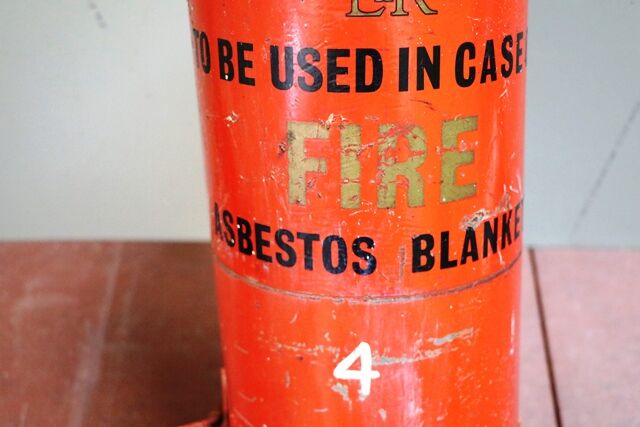 TO BE USED IN CASE
FIRE
ASBESTOS BLANKET
4